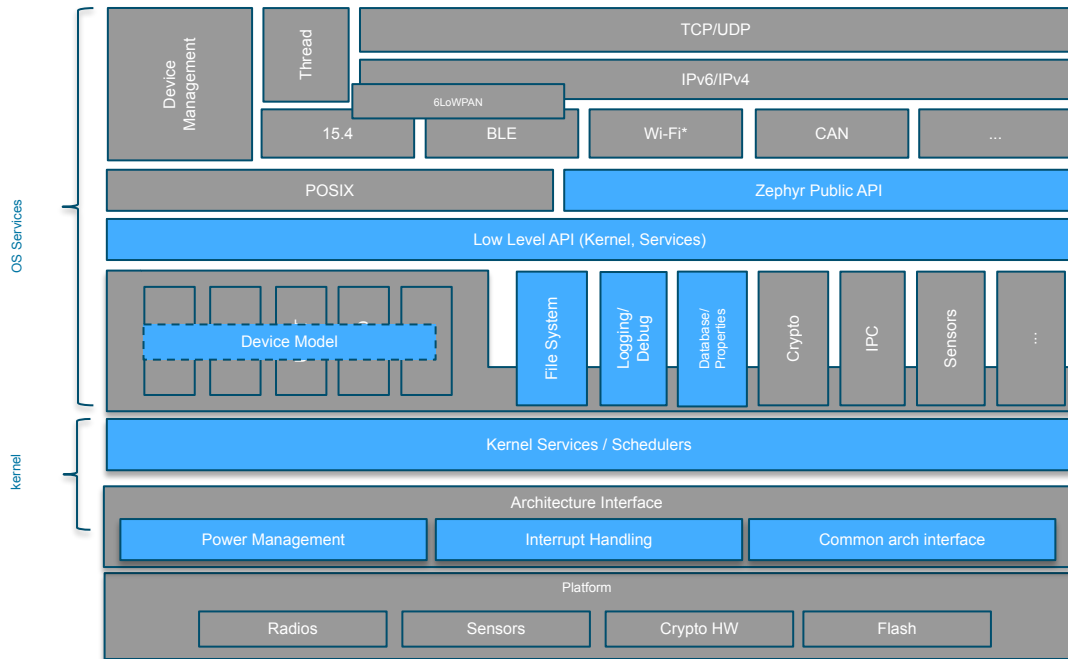 Device
Management
Thread
TCP/UDP
IPv6/IPv4
6LoWPAN
15.4
BLE
Wi-Fi*
CAN
...
POSIX
Zephyr Public API
OS Services
Low Level API (Kernel, Services)
Device Model
File System
Logging/
Debug
Database/
Properties
Crypto
IPC
Sensors
...
kernel
Kernel Services / Schedulers
Architecture Interface
Power Management
Interrupt Handling
Common arch interface
Platform
Radios
Sensors
Crypto HW
Flash